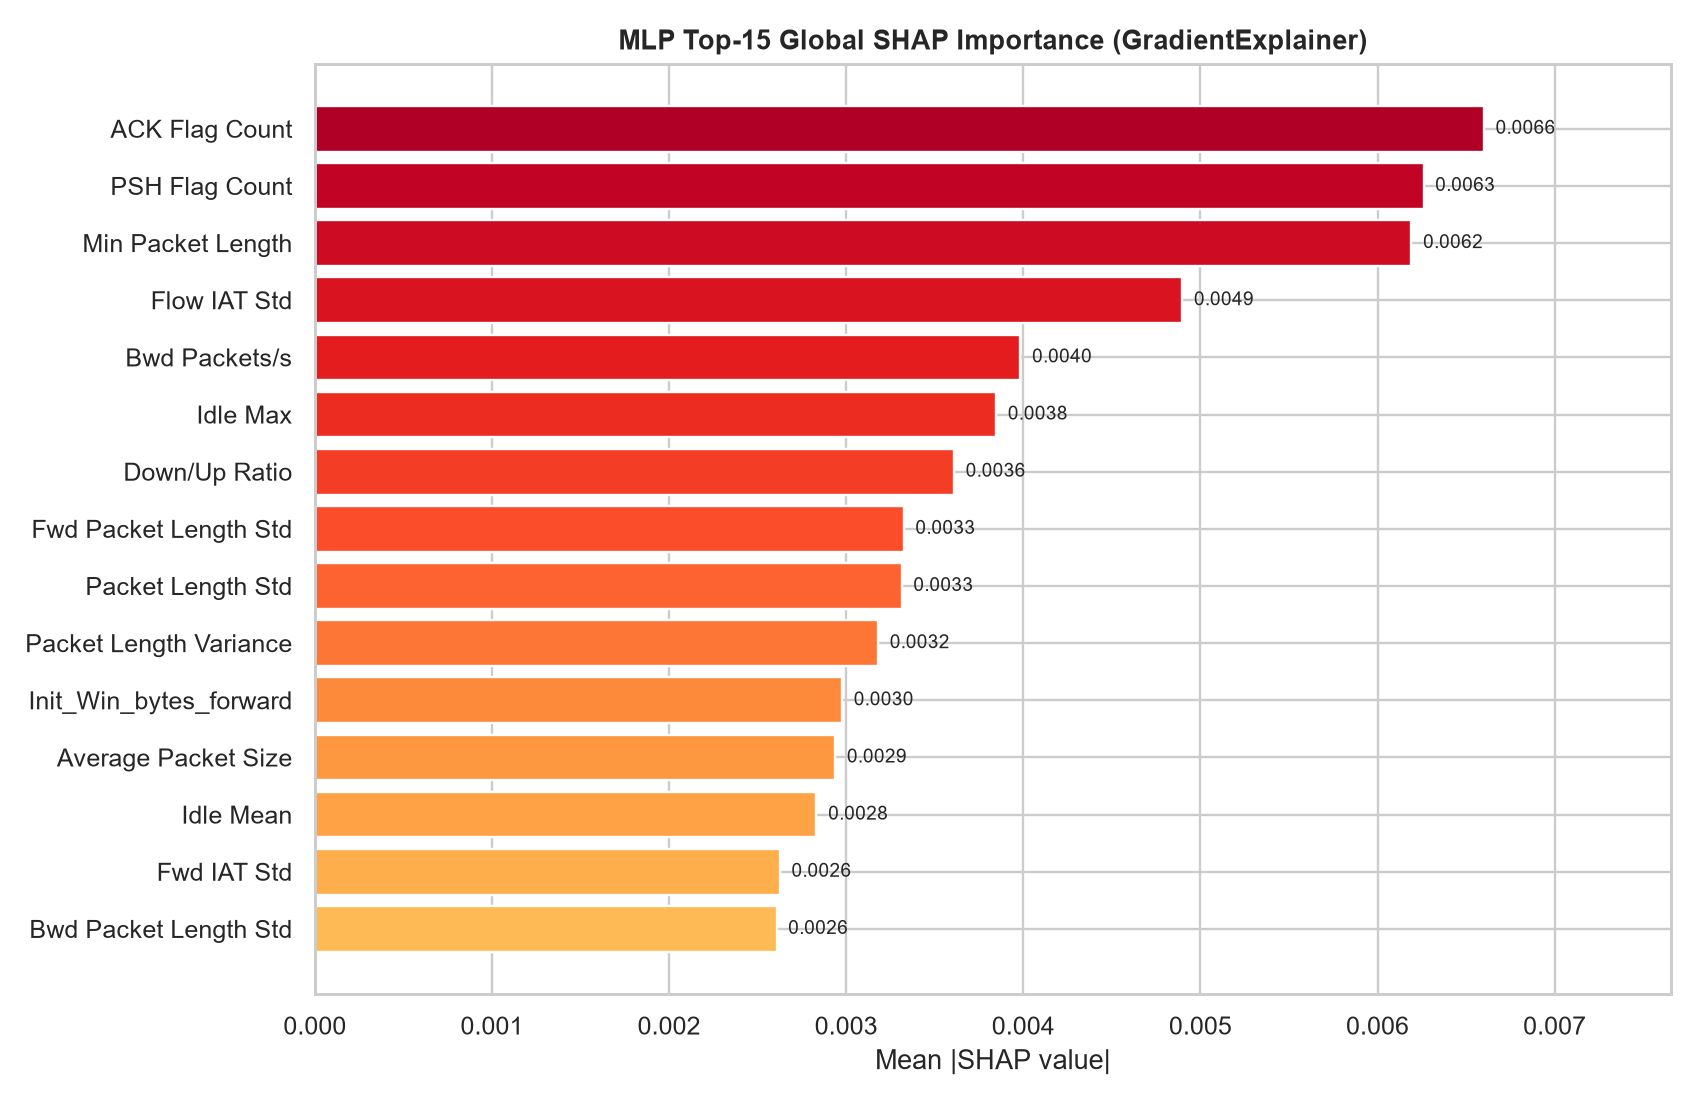 MLP Top-15 Global SHAP Importance (GradientExplainer)
ACK Flag Count 0.0066
PSH Flag Count 0.0063
Min Packet Length 0.0062
Flow IAT Std 0.0049
Bwd Packets/s 0.0040
Idle Max 0.0038
Down/Up Ratio 0.0036
Fwd Packet Length Std 0.0033
Packet Length Std 0.0033
Packet Length Variance 0.0032
Init_Win_bytes_forward 0.0030
Average Packet Size 0.0029
Idle Mean 0.0028
Fwd IAT Std 0.0026
Bwd Packet Length Std 0.0026
0.000 0.001 0.002 0.003 0.004 0.005 0.006 0.007
Mean |SHAP value|